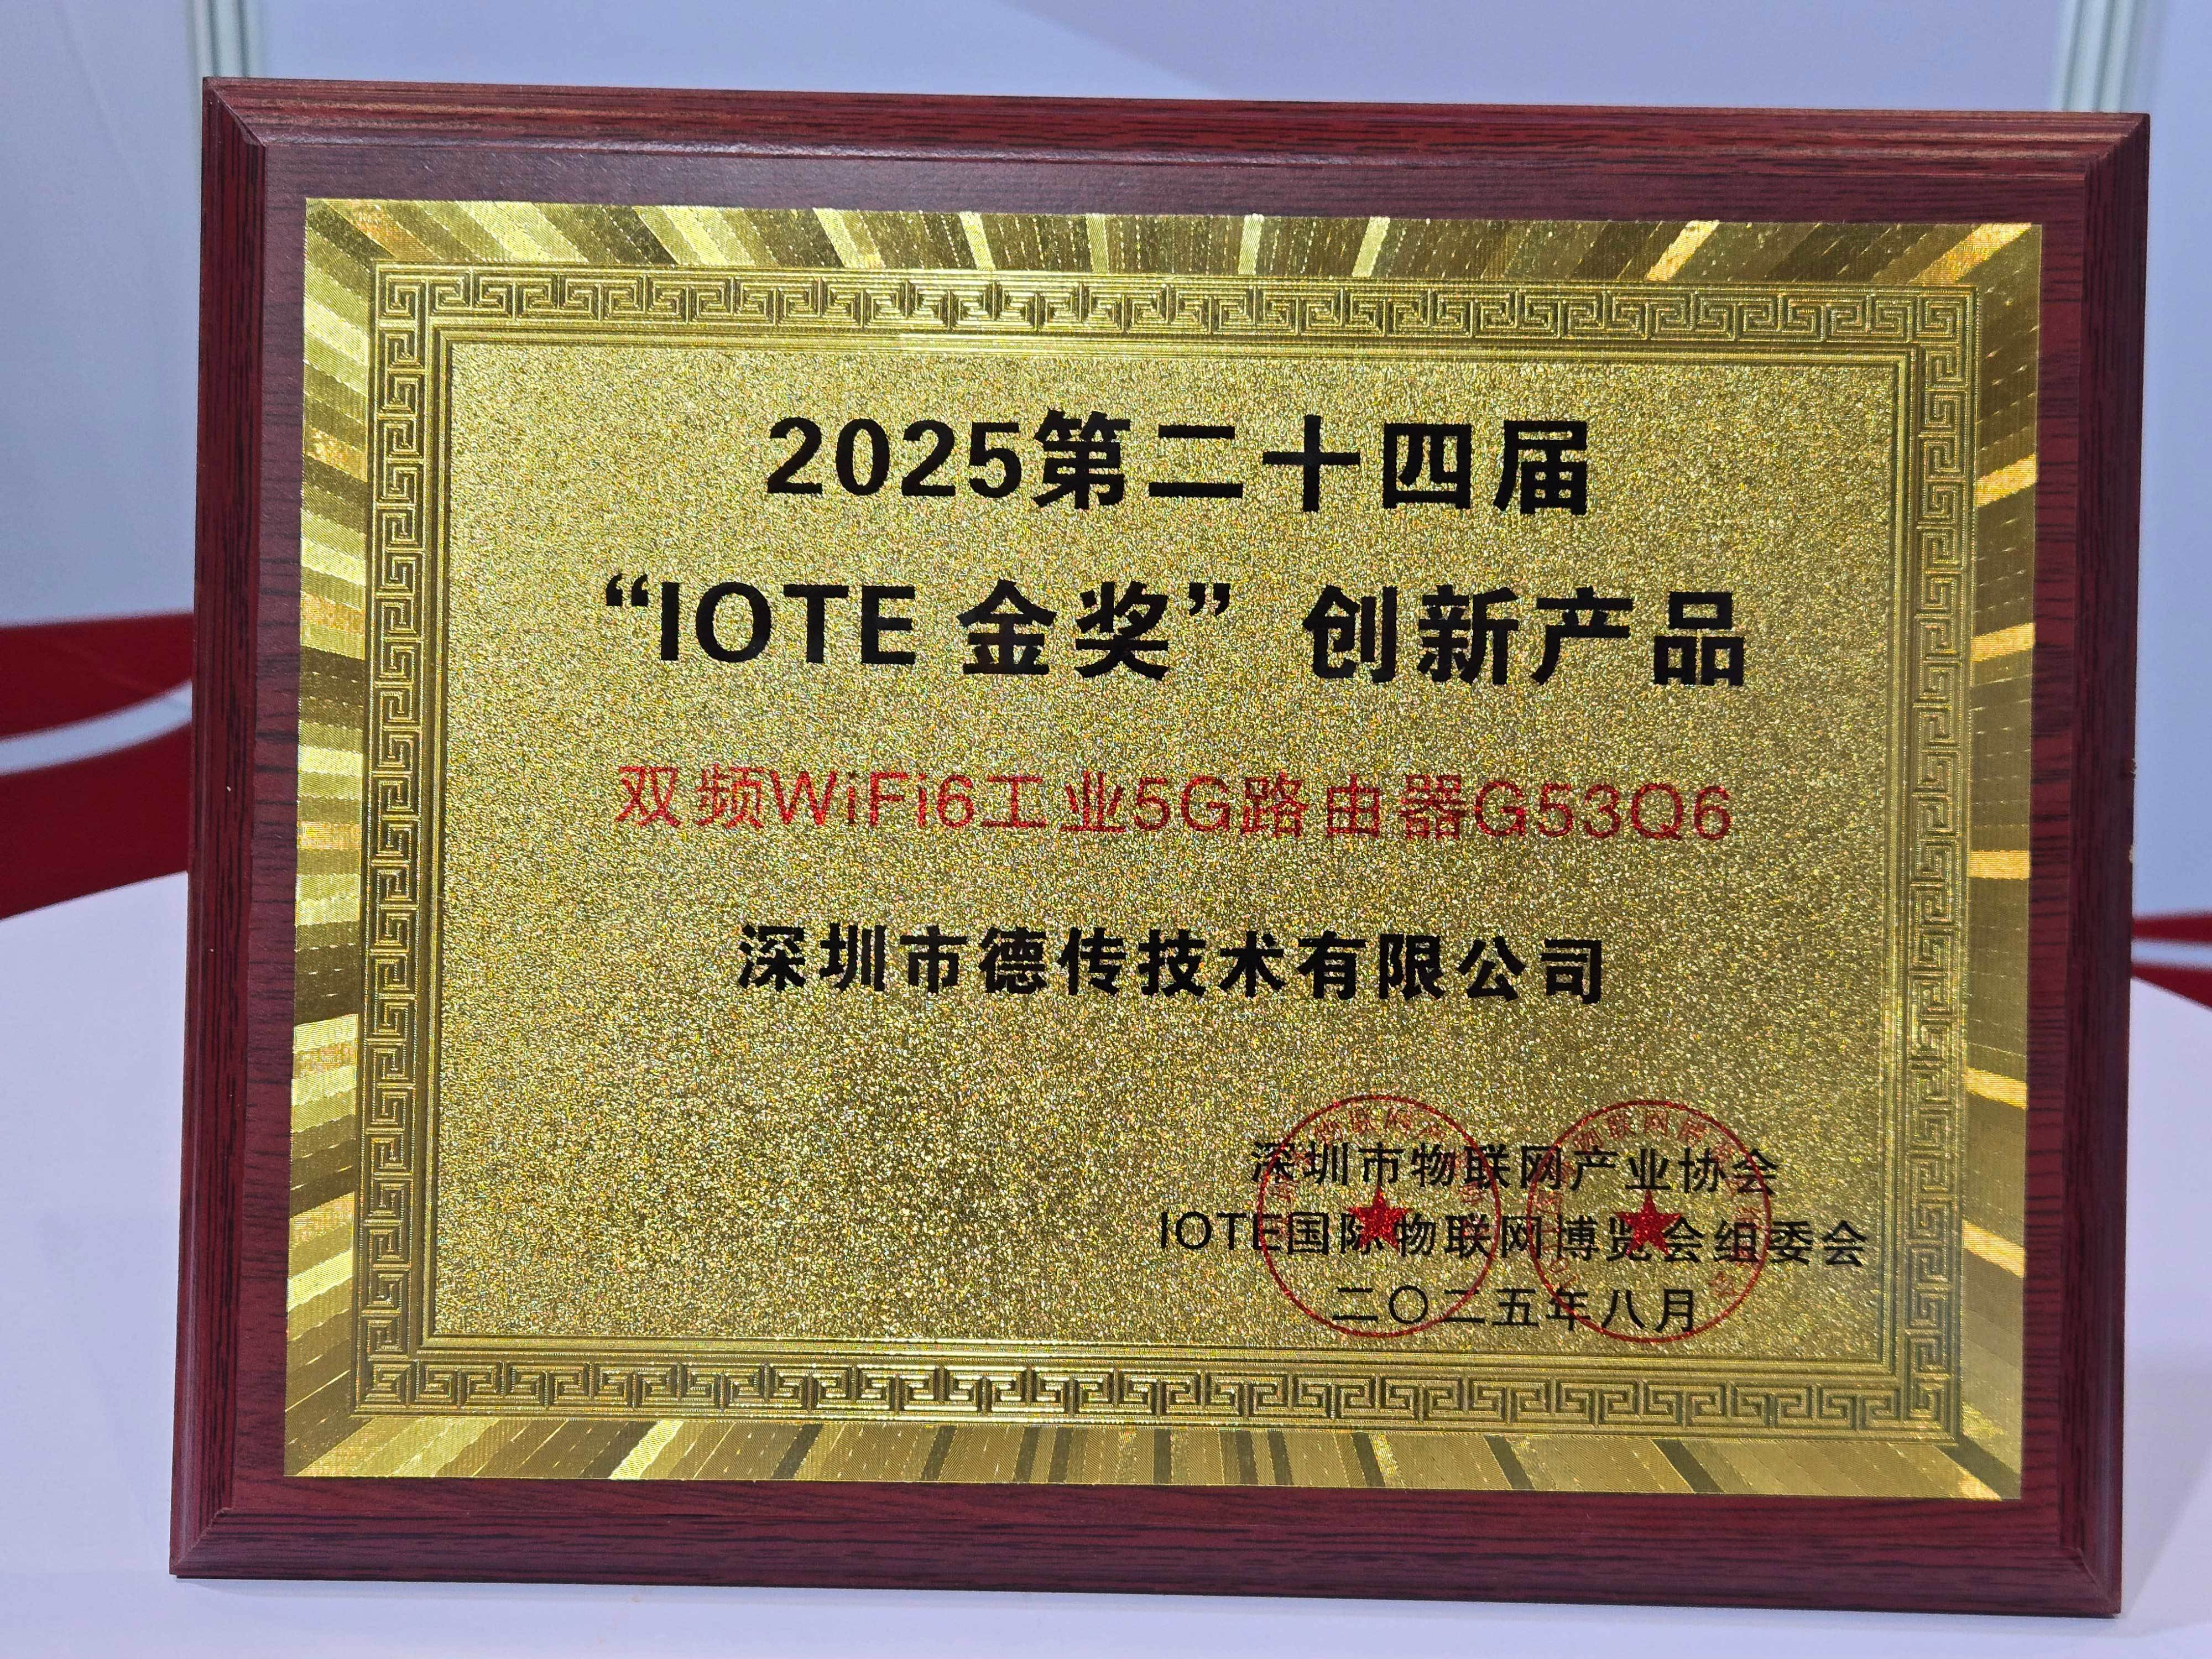 2025第二十四届
“IOTE 金奖” 创新产品
双频WiFi6工业5G路由器G53Q6
深圳市德传技术有限公司
深圳市物联网产业协会
IOTE国际物联网博览会组委会
二〇二五年八月